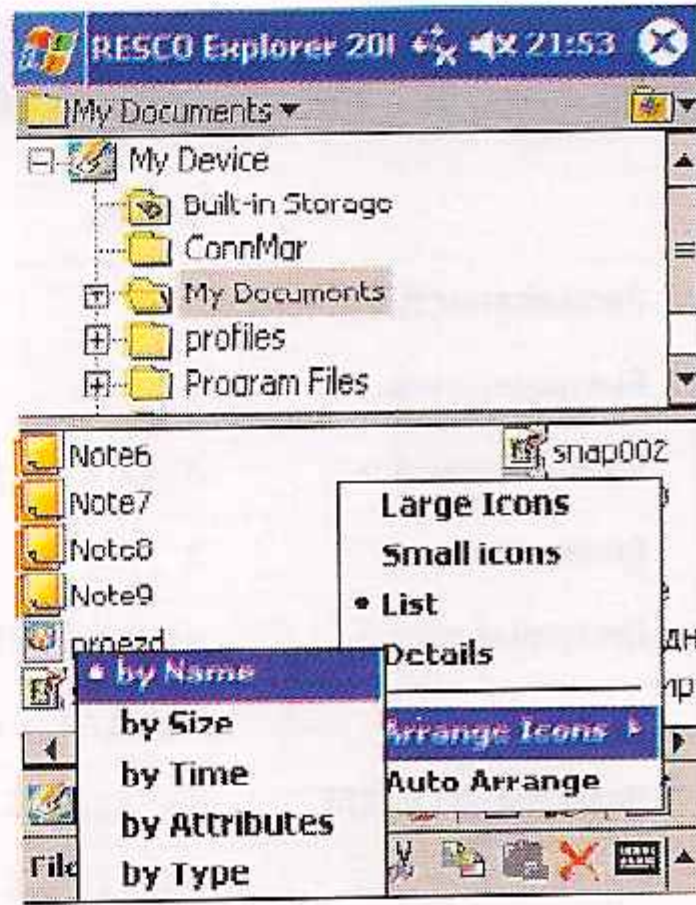 RESCO Explorer 21:53
My Documents
My Device
Built-in Storage
ConnMgr
My Documents
profiles
Program Files
Note6
Note7
Note8
Note9
proezd
snap002
Large Icons
Small icons
List
Details
Arrange Icons
Auto Arrange
by Name
by Size
by Time
by Attributes
by Type